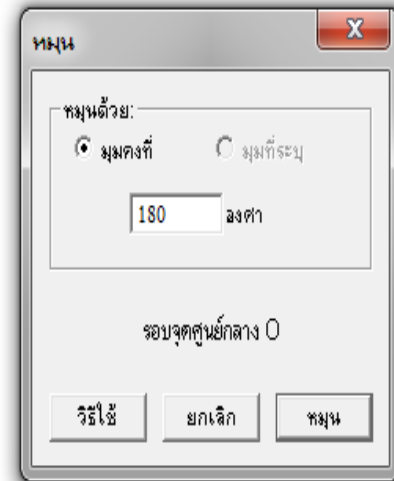 หมุน
หมุนด้วย:
มุมคงที่ มุมที่ระบุ
180 องศา
รอบจุดศูนย์กลาง O
วิธีใช้ ยกเลิก หมุน